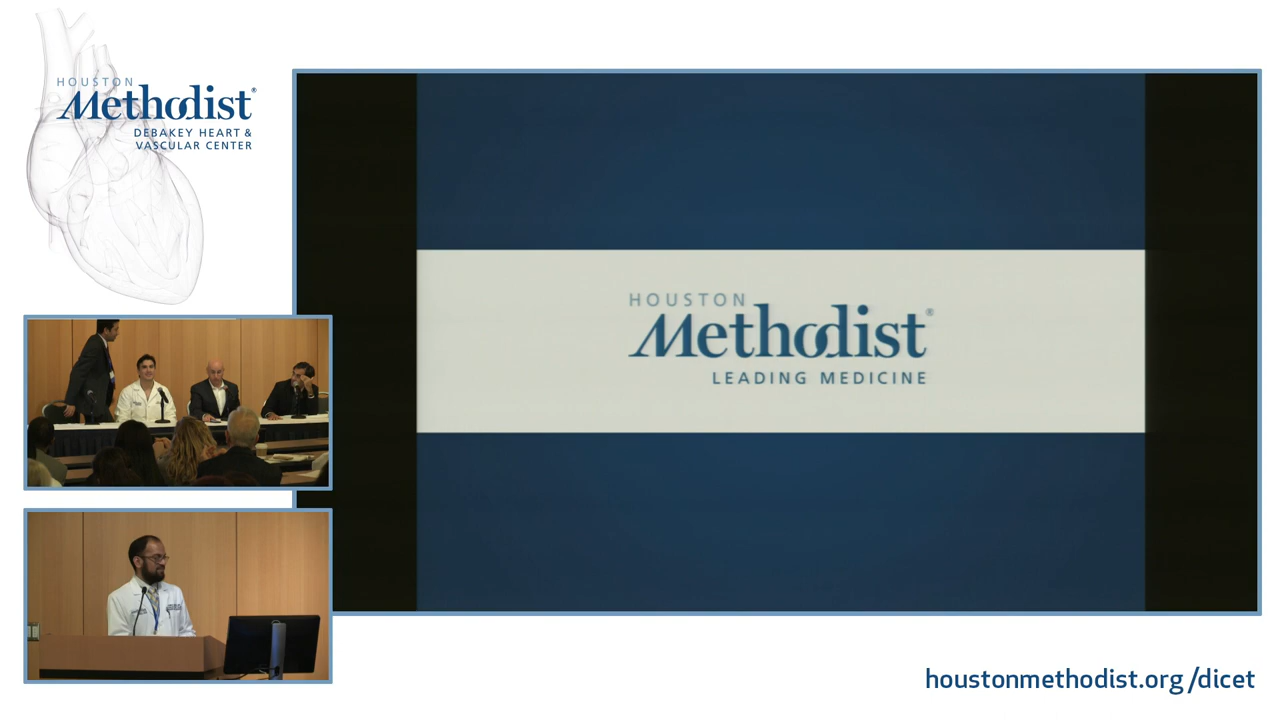 HOUSTON
Methodist®
DEBAKEY HEART &
VASCULAR CENTER
HOUSTON
Methodist®
LEADING MEDICINE
houstonmethodist.org/dicet